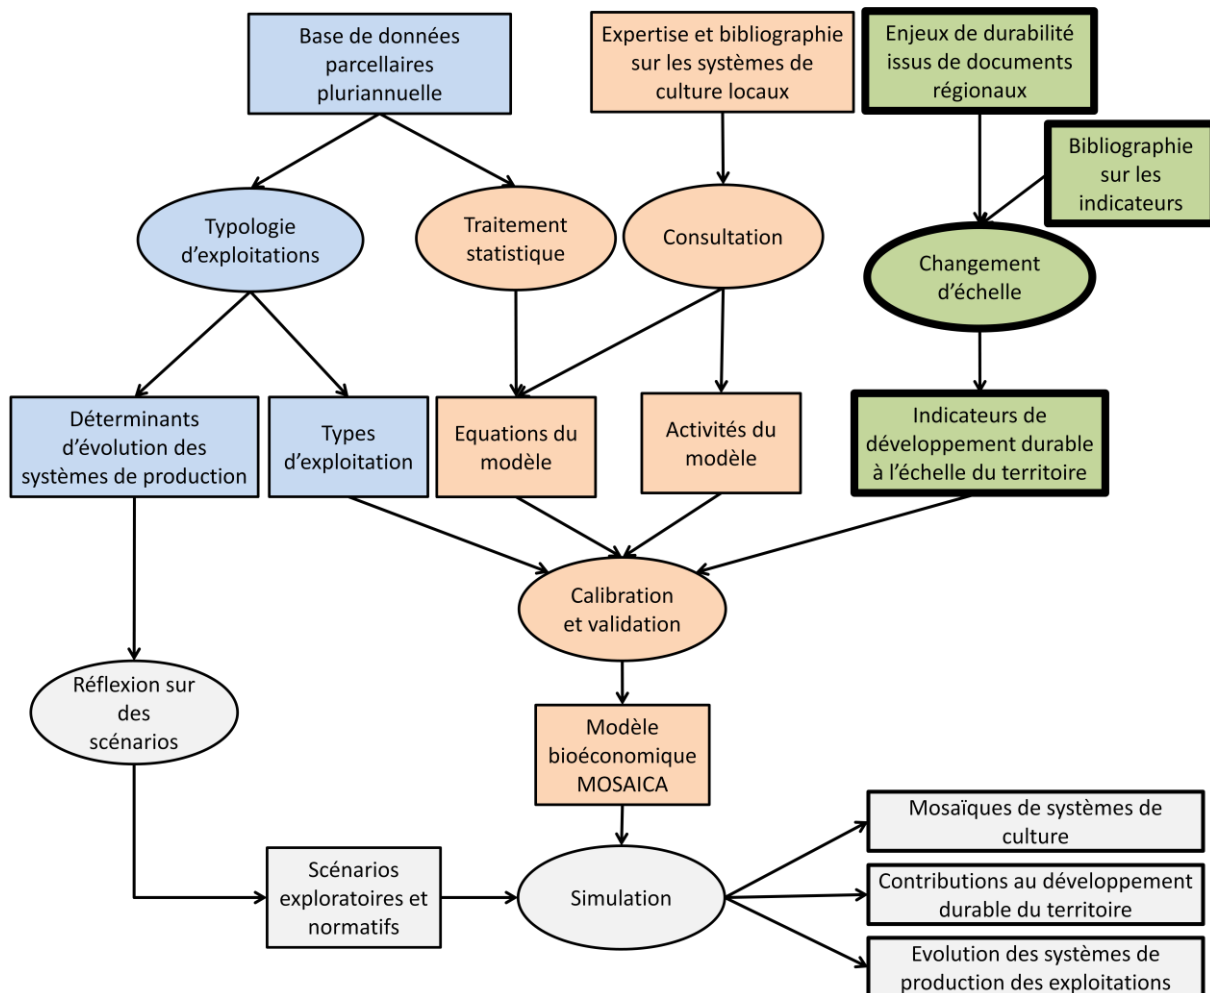 Base de données
parcellaires
pluriannuelle
Expertise et bibliographie
sur les systèmes de
culture locaux
Enjeux de durabilité
issus de documents
régionaux
Bibliographie
sur les
indicateurs
Typologie
d'exploitations
Traitement
statistique
Consultation
Changement
d'échelle
Déterminants
d'évolution des
systèmes de production
Types
d'exploitation
Equations du
modèle
Activités du
modèle
Indicateurs de
développement durable
à l'échelle du territoire
Calibration
et validation
Réflexion sur
des
scénarios
Modèle
bioéconomique
MOSAICA
Scénarios
exploratoires et
normatifs
Simulation
Mosaïques de systèmes de
culture
Contributions au développement
durable du territoire
Evolution des systèmes de
production des exploitations